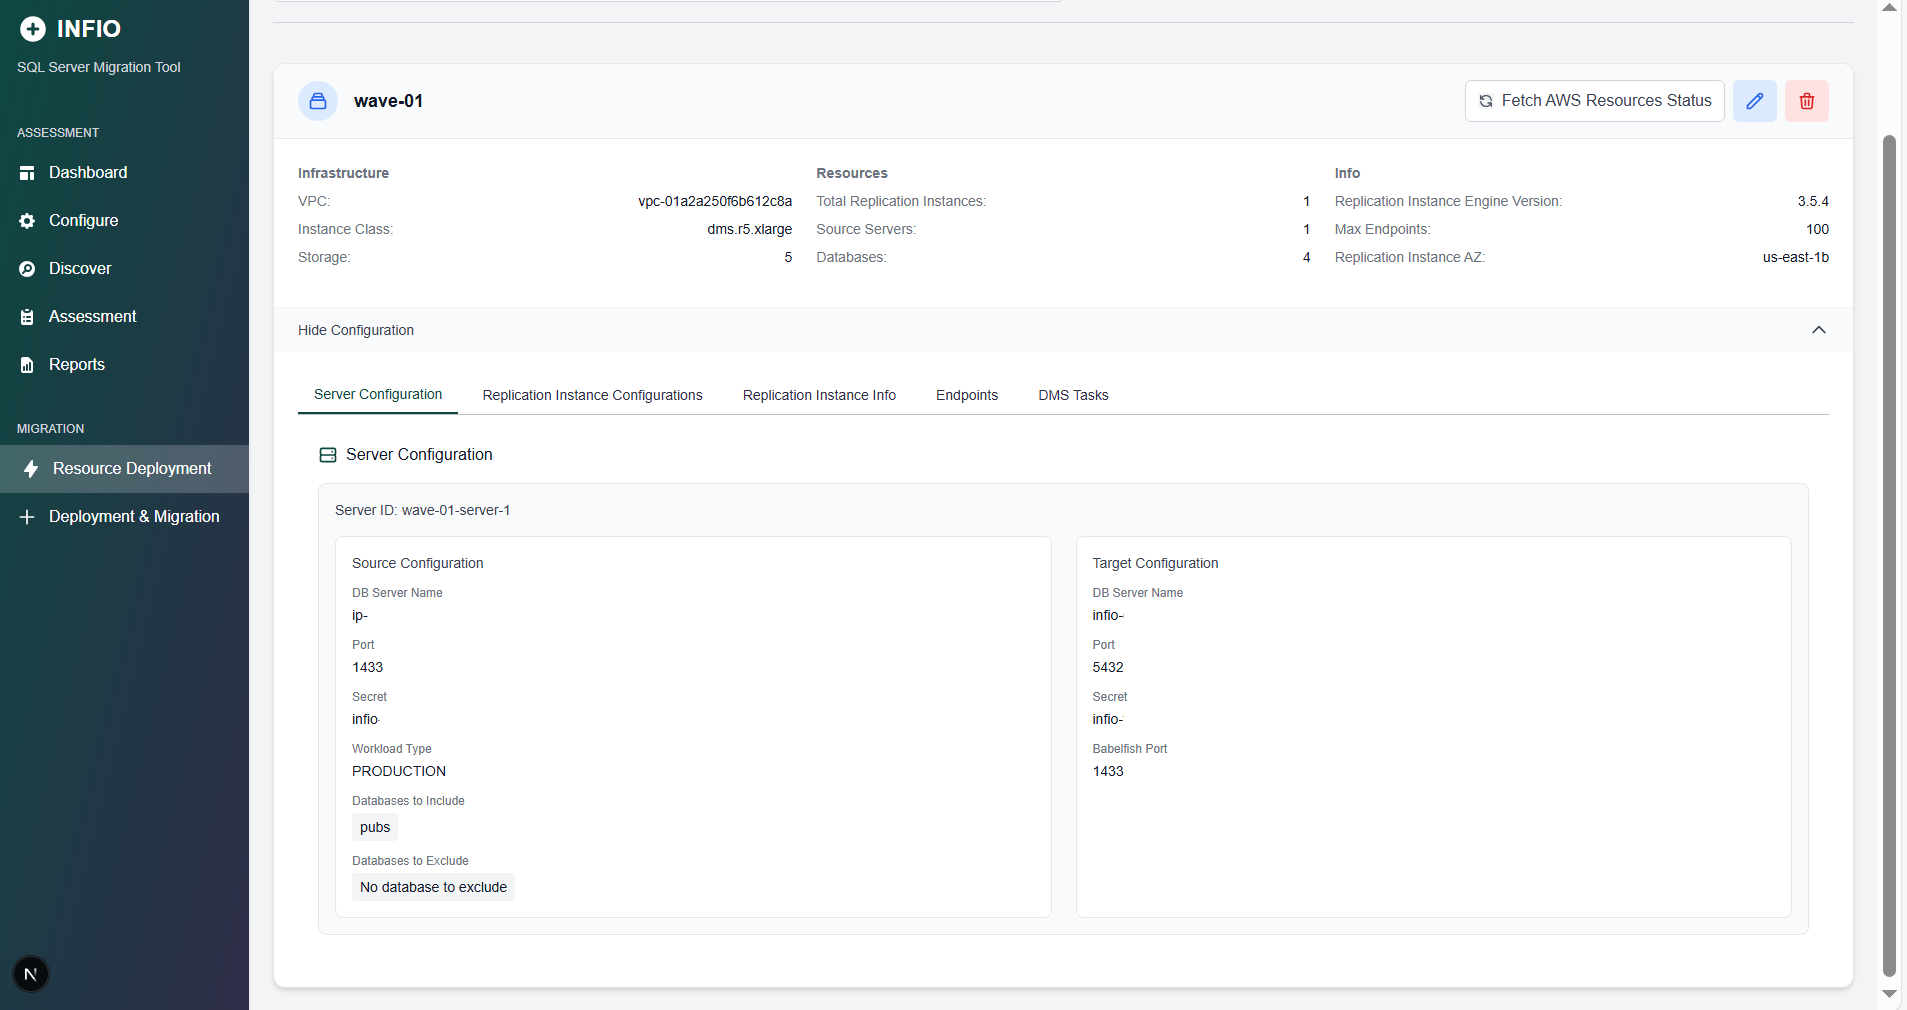 INFIO
SQL Server Migration Tool
ASSESSMENT
Dashboard
Configure
Discover
Assessment
Reports
MIGRATION
Resource Deployment
Deployment & Migration
N
wave-01
Fetch AWS Resources Status
Infrastructure
VPC: vpc-01a2a250f6b612c8a
Instance Class: dms.r5.xlarge
Storage: 5
Resources
Total Replication Instances: 1
Source Servers: 1
Databases: 4
Info
Replication Instance Engine Version: 3.5.4
Max Endpoints: 100
Replication Instance AZ: us-east-1b
Hide Configuration
Server Configuration Replication Instance Configurations Replication Instance Info Endpoints DMS Tasks
Server Configuration
Server ID: wave-01-server-1
Source Configuration
DB Server Name
ip-
Port
1433
Secret
infio-
Workload Type
PRODUCTION
Databases to Include
pubs
Databases to Exclude
No database to exclude
Target Configuration
DB Server Name
infio-
Port
5432
Secret
infio-
Babelfish Port
1433